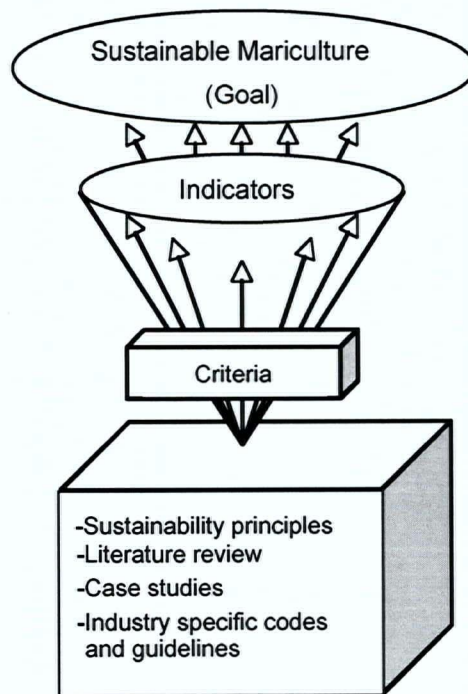 Sustainable Mariculture
(Goal)
Indicators
Criteria
-Sustainability principles
-Literature review
-Case studies
-Industry specific codes
and guidelines